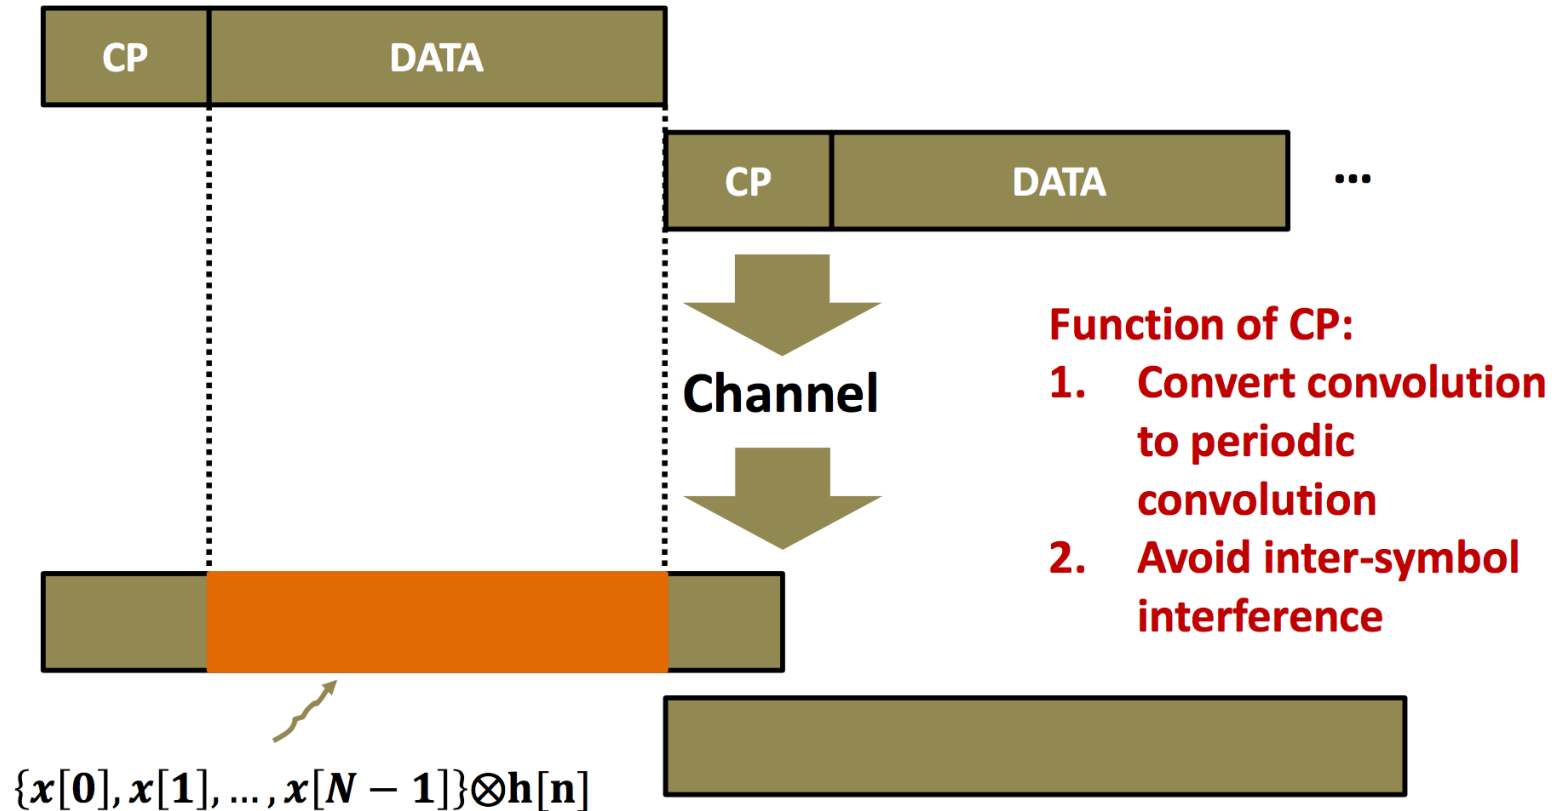 CP DATA
CP DATA ...
Channel
Function of CP:
1. Convert convolution
to periodic
convolution
2. Avoid inter-symbol
interference
{x[0], x[1], ..., x[N − 1]}⊗h[n]